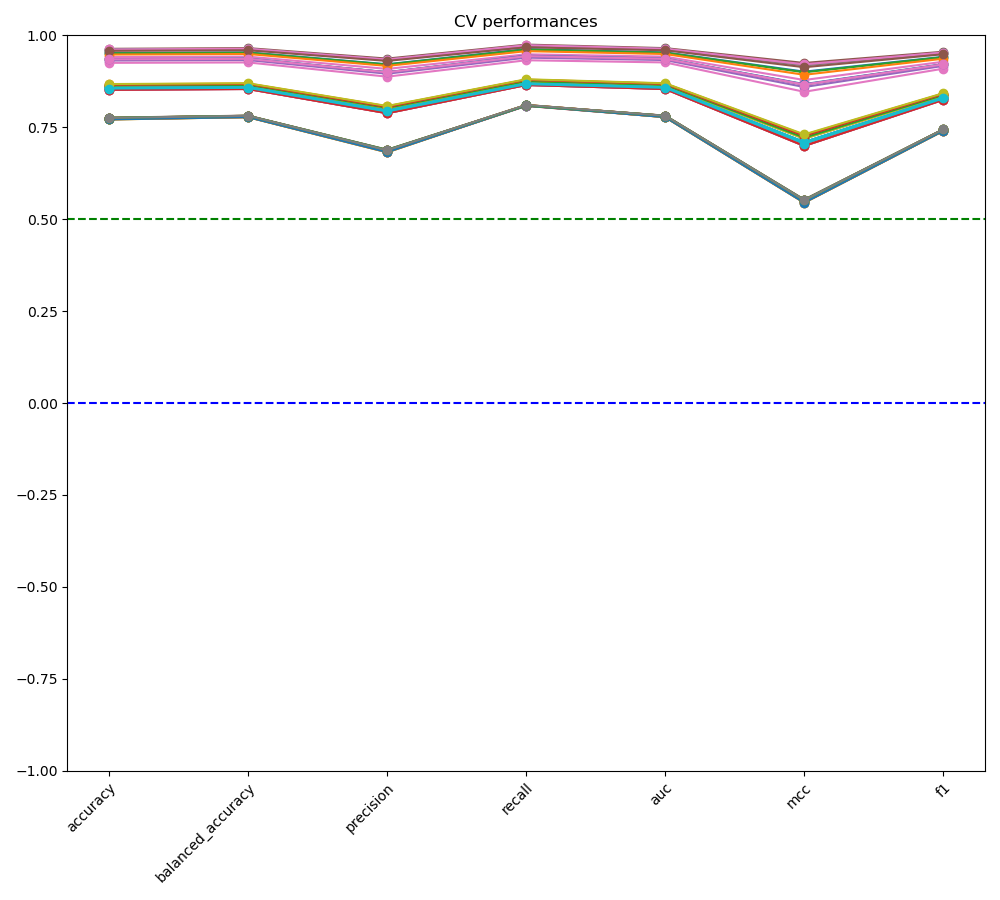 CV performances
1.00
0.75
0.50
0.25
0.00
−0.25
−0.50
−0.75
−1.00
accuracy
balanced_accuracy
precision
recall
auc
mcc
f1